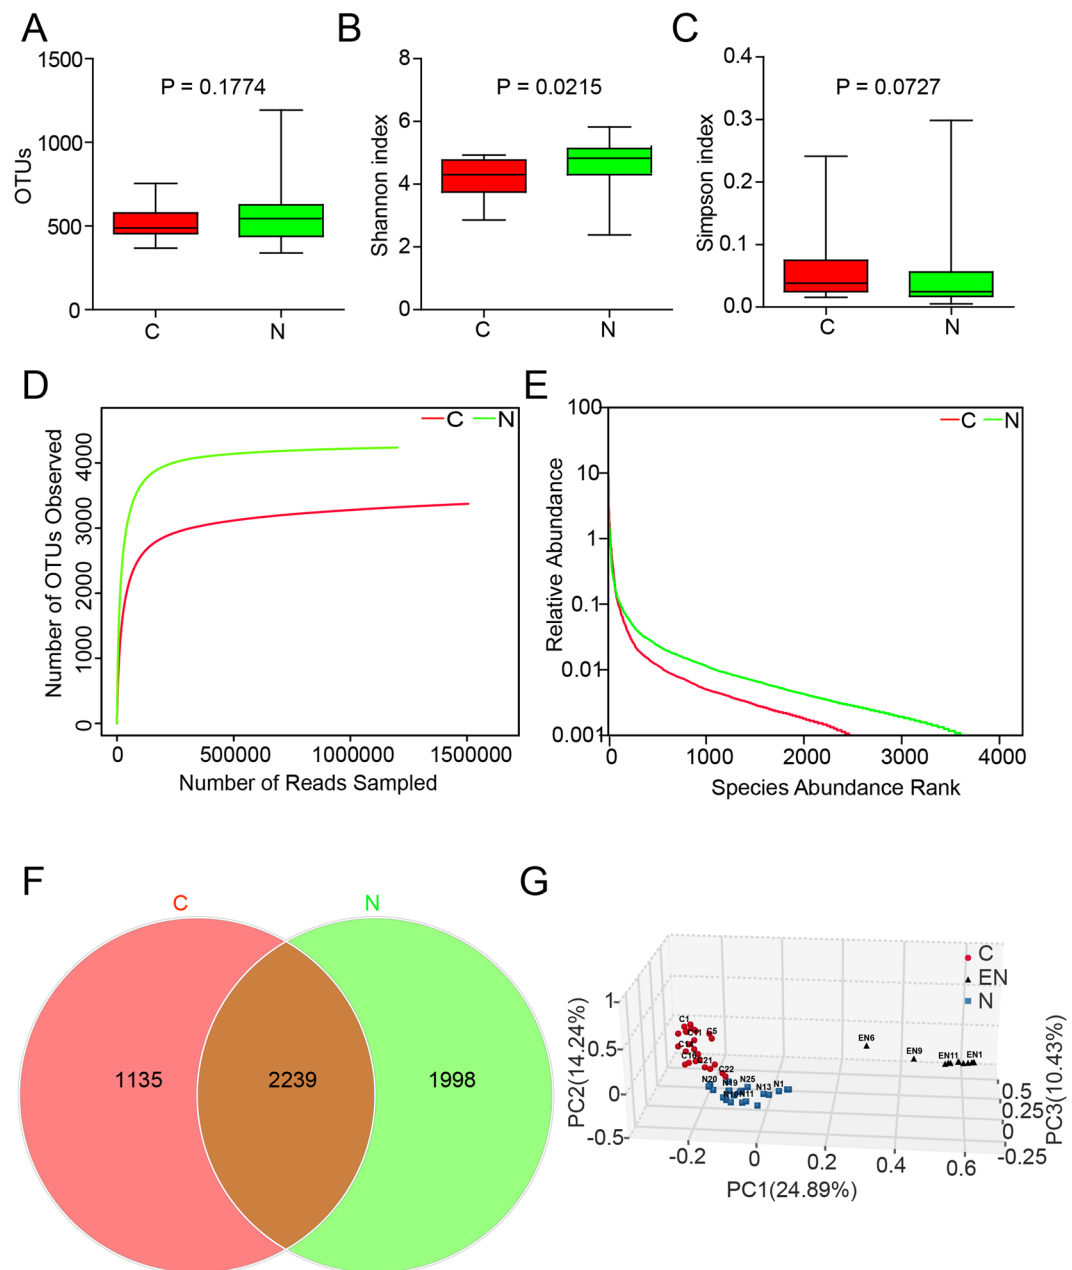 A
B
C
1500
1000
500
0
OTUs
P = 0.1774
C
N
8
6
4
2
0
Shannon index
P = 0.0215
C
N
0.4
0.3
0.2
0.1
0.0
Simpson index
P = 0.0727
C
N
D
C
N
4000
3000
2000
1000
0
Number of OTUs Observed
0
500000
1000000
1500000
Number of Reads Sampled
E
C
N
100
10
1
0.1
0.01
0.001
Relative Abundance
0
1000
2000
3000
4000
Species Abundance Rank
F
C
N
1135
2239
1998
G
C
EN
N
1
0.5
0
-0.5
PC2(14.24%)
C1
C11
C5
C21
C22
N20
N19
N25
N11
N13
N1
EN6
EN9
EN11
EN1
0.5
0.25
0
-0.25
PC3(10.43%)
-0.2
0
0.2
0.4
0.6
PC1(24.89%)